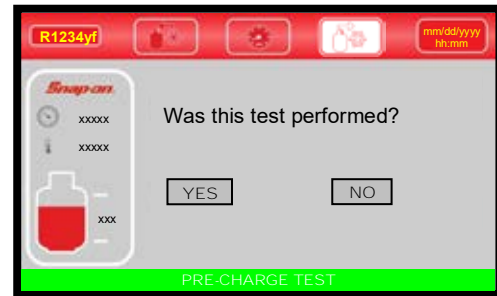 R1234yf
mm/dd/yyyy
hh:mm
Snap-on
xxxxx
xxxxx
xxx
Was this test performed?
YES NO
PRE-CHARGE TEST